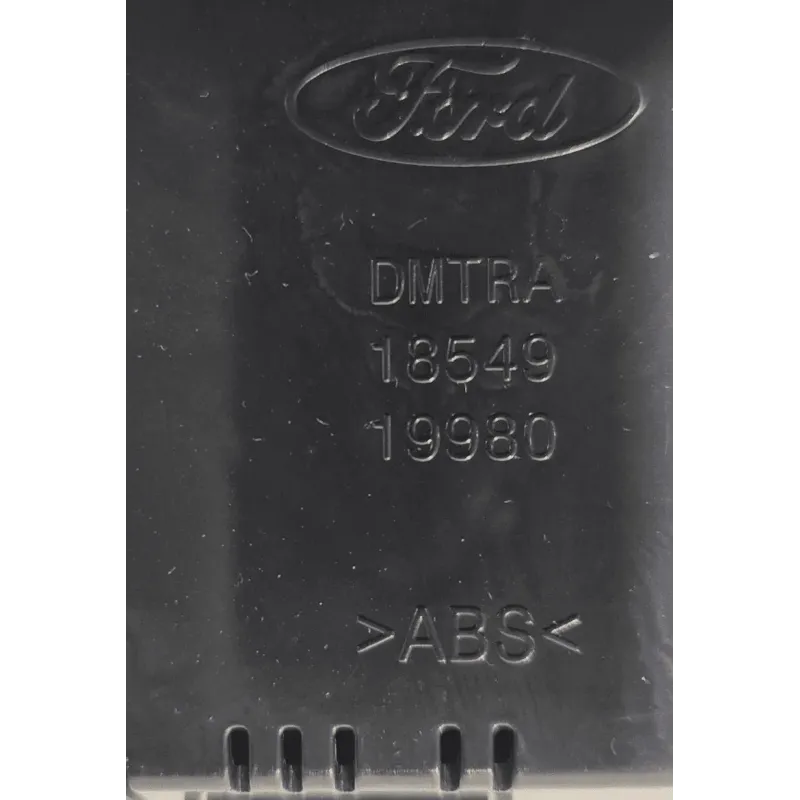 Ford
DMTRA
18549
19980
>ABS<